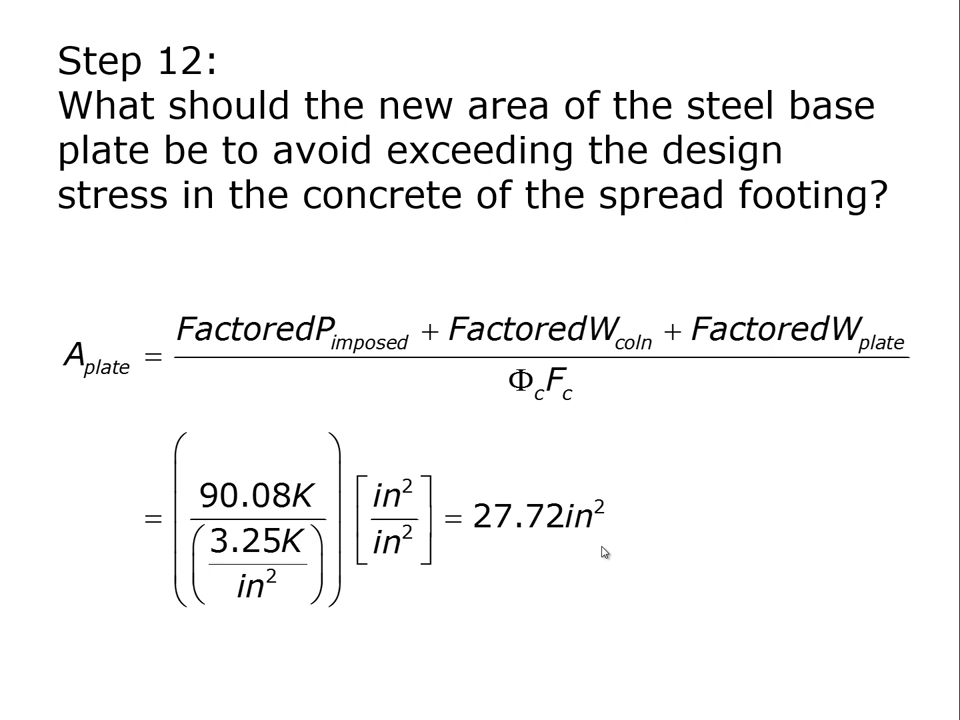 Step 12:
What should the new area of the steel base
plate be to avoid exceeding the design
stress in the concrete of the spread footing?
A_plate = (FactoredP_imposed + FactoredW_coln + FactoredW_plate) / (Φ_c F_c)
= (90.08K / (3.25K / in²)) [in² / in²] = 27.72in²